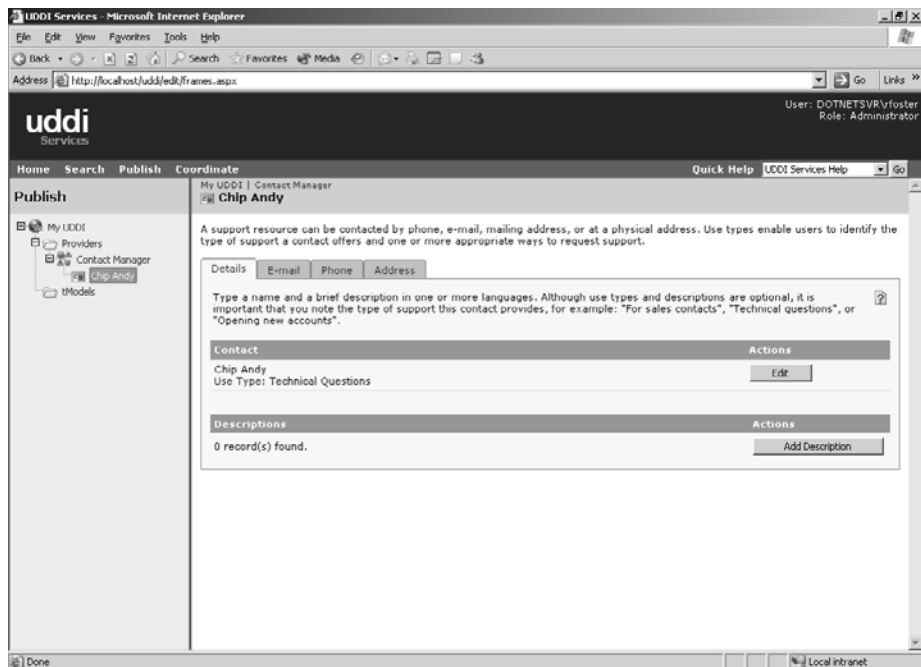 UDDI Services - Microsoft Internet Explorer
File Edit View Favorites Tools Help
Back Search Favorites Media
Address http://localhost/uddi/edit/frames.aspx Go Links »
User: DOTNETSVR\rfoster
Role: Administrator
uddi
Services
Home Search Publish Coordinate Quick Help UDDI Services Help Go
Publish
My UDDI
Providers
Contact Manager
Chip Andy
tModels
My UDDI | Contact Manager
Chip Andy
A support resource can be contacted by phone, e-mail, mailing address, or at a physical address. Use types enable users to identify the
type of support a contact offers and one or more appropriate ways to request support.
Details E-mail Phone Address
Type a name and a brief description in one or more languages. Although use types and descriptions are optional, it is
important that you note the type of support this contact provides, for example: "For sales contacts", "Technical questions", or
"Opening new accounts".
Contact Actions
Chip Andy Edit
Use Type: Technical Questions
Descriptions Actions
0 record(s) found. Add Description
Done Local intranet